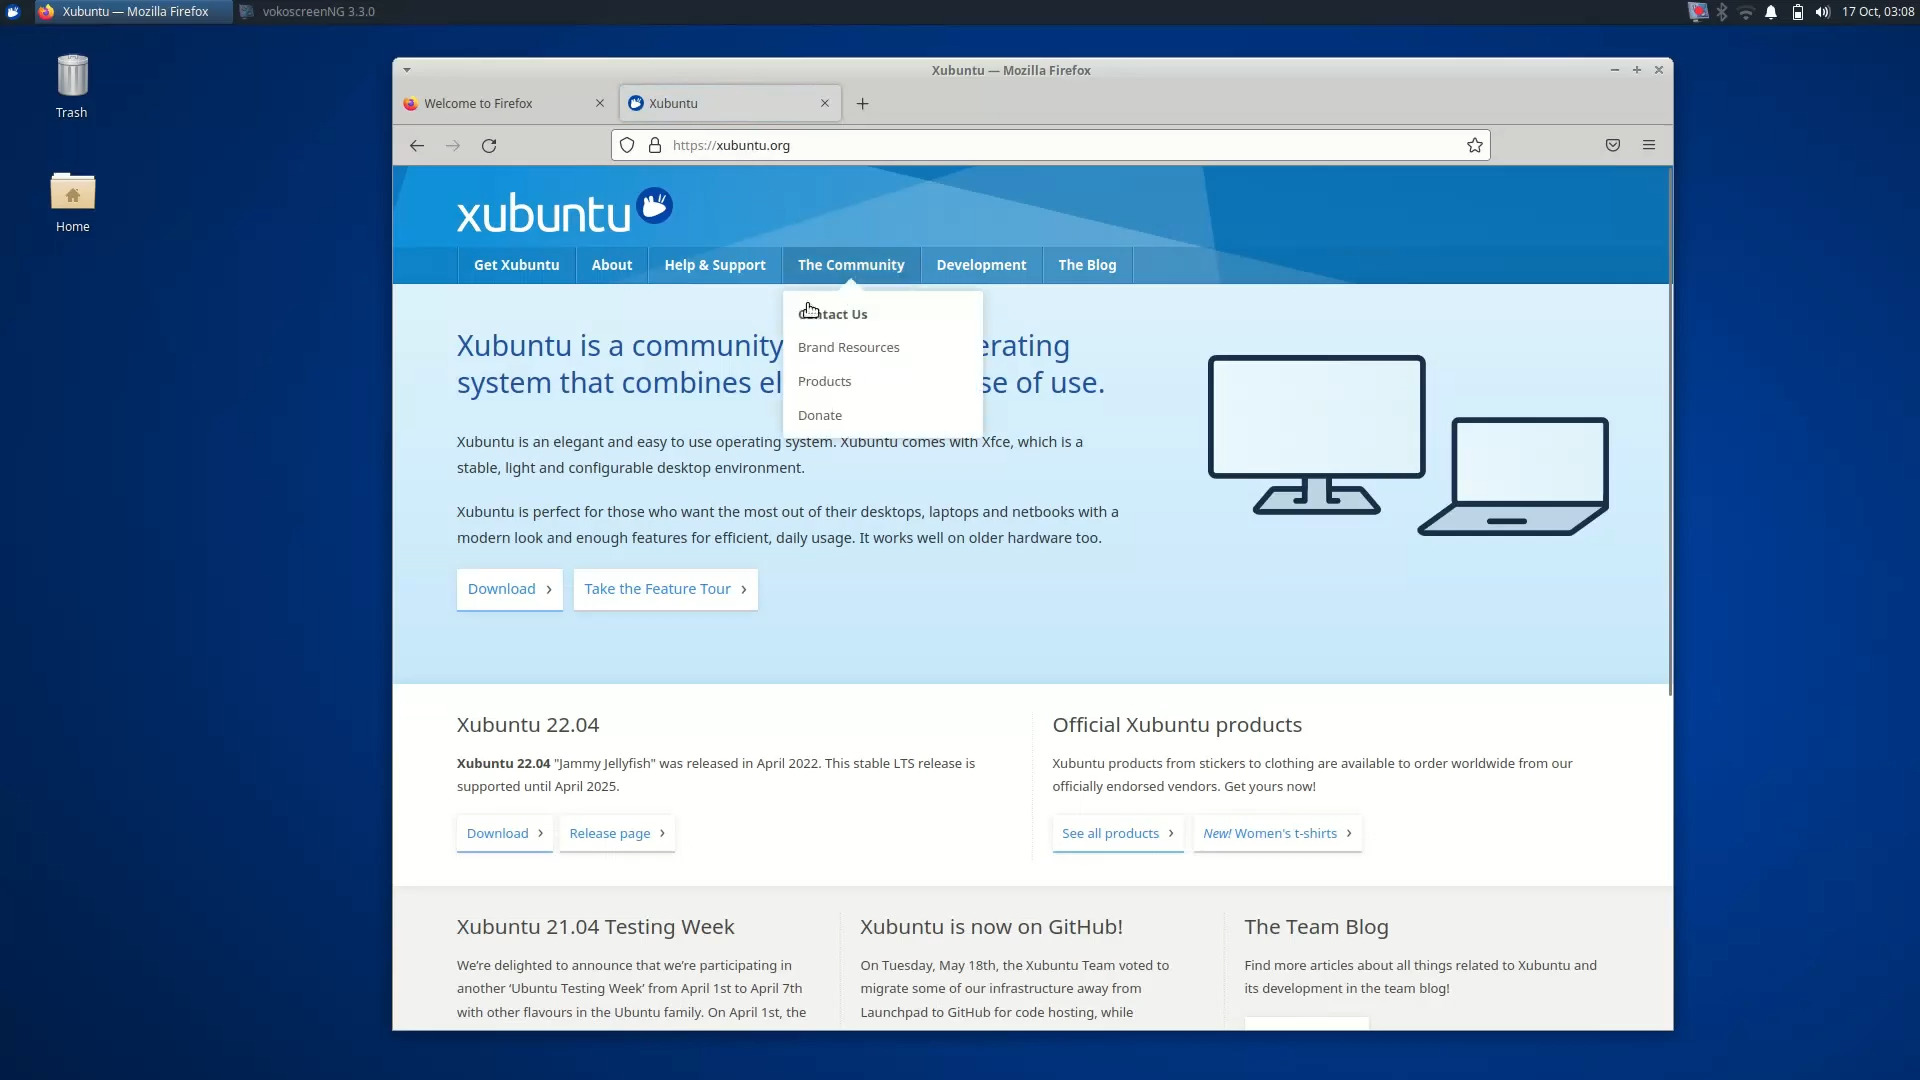 Xubuntu — Mozilla Firefox
vokoscreenNG 3.3.0
17 Oct, 03:08
Trash
Home
Xubuntu — Mozilla Firefox
Welcome to Firefox
Xubuntu
https://xubuntu.org
xubuntu
Get Xubuntu
About
Help & Support
The Community
Development
The Blog
Contact Us
Brand Resources
Products
Donate
Xubuntu is a community erating
system that combines el se of use.
Xubuntu is an elegant and easy to use operating system. Xubuntu comes with Xfce, which is a
stable, light and configurable desktop environment.
Xubuntu is perfect for those who want the most out of their desktops, laptops and netbooks with a
modern look and enough features for efficient, daily usage. It works well on older hardware too.
Download
Take the Feature Tour
Xubuntu 22.04
Xubuntu 22.04 "Jammy Jellyfish" was released in April 2022. This stable LTS release is
supported until April 2025.
Download
Release page
Official Xubuntu products
Xubuntu products from stickers to clothing are available to order worldwide from our
officially endorsed vendors. Get yours now!
See all products
New! Women's t-shirts
Xubuntu 21.04 Testing Week
We’re delighted to announce that we’re participating in
another ‘Ubuntu Testing Week’ from April 1st to April 7th
with other flavours in the Ubuntu family. On April 1st, the
Xubuntu is now on GitHub!
On Tuesday, May 18th, the Xubuntu Team voted to
migrate some of our infrastructure away from
Launchpad to GitHub for code hosting, while
The Team Blog
Find more articles about all things related to Xubuntu and
its development in the team blog!